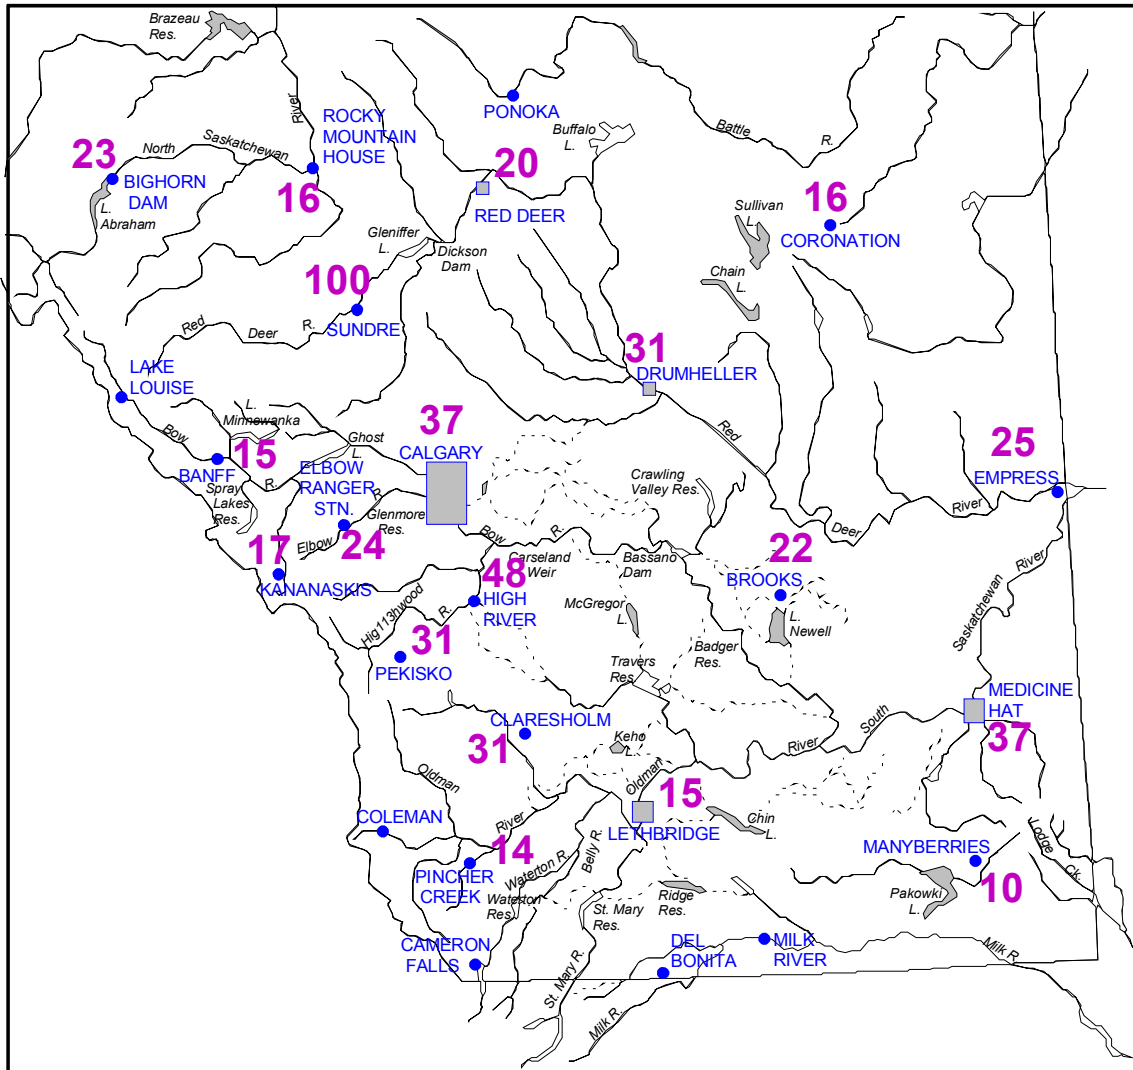 Brazeau
Res.
River
ROCKY
MOUNTAIN
HOUSE
PONOKA
Buffalo
L.
Battle
R.
23
North
Saskatchewan
BIGHORN
DAM
L.
Abraham
16
20
RED DEER
Sullivan
L.
16
CORONATION
Gleniffer
L.
Dickson
Dam
Chain
L.
100
SUNDRE
Red
Deer
R.
31
DRUMHELLER
LAKE
LOUISE
L.
Minnewanka
Bow
BANFF
15
R.
Ghost
L.
37
CALGARY
Red
25
EMPRESS
ELBOW
RANGER
STN.
R.
Spray
Lakes
Res.
Glenmore
Res.
Elbow
24
Crawling
Valley Res.
River
Deer
Bow
R.
17
KANANASKIS
Carseland
Weir
Bassano
Dam
22
BROOKS
River
48
HIGH
RIVER
McGregor
L.
L.
Newell
Saskatchewan
Hig113hwood
R.
31
PEKISKO
Badger
Res.
Travers
Res.
MEDICINE
HAT
37
South
River
CLARESHOLM
31
Keho
L.
Oldman
Oldman
15
LETHBRIDGE
Chin
L.
COLEMAN
River
14
PINCHER
CREEK
Waterton R.
Belly R.
Waterton
Res.
MANYBERRIES
10
Lodge
Ck.
Pakowki
L.
Ridge
Res.
St. Mary
Res.
CAMERON
FALLS
DEL
BONITA
MILK
RIVER
Milk R.
St. Mary R.
Milk R.